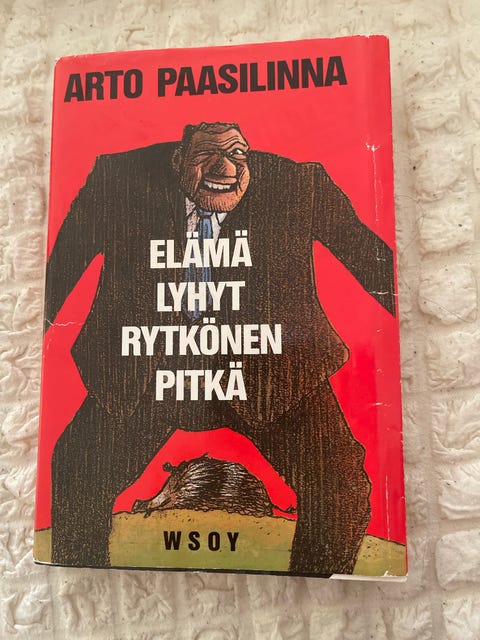 ARTO PAASILINNA
ELÄMÄ
LYHYT
RYTKÖNEN
PITKÄ
WSOY